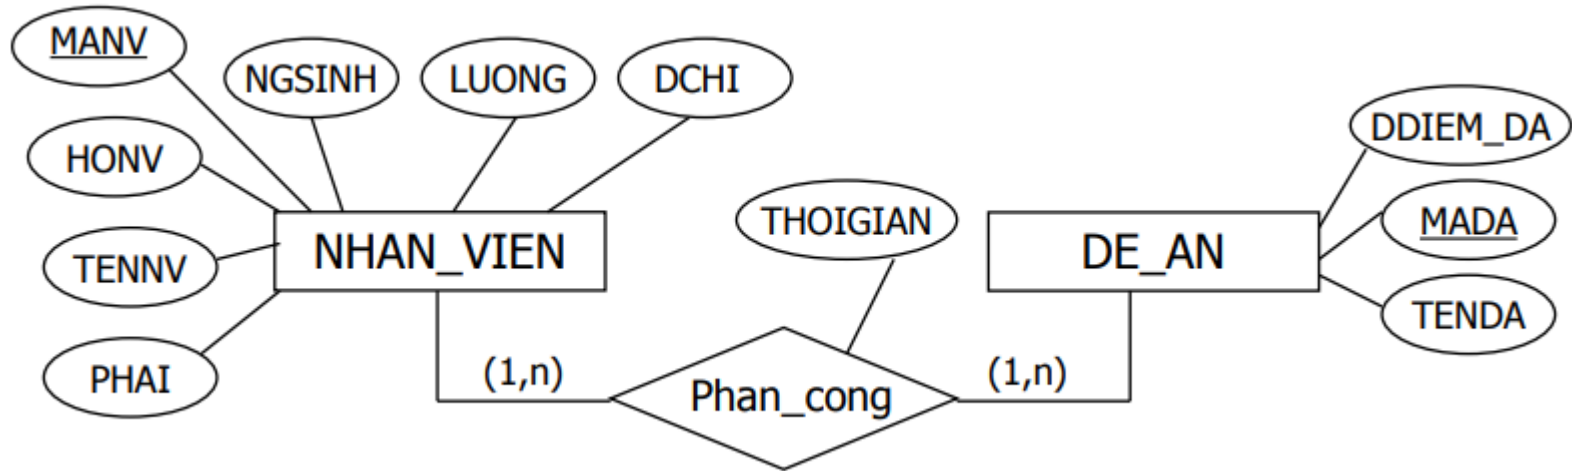 MANV
NGSINH
LUONG
DCHI
DDIEM_DA
HONV
THOIGIAN
MADA
NHAN_VIEN
DE_AN
TENNV
TENDA
PHAI
(1,n)
(1,n)
Phan_cong